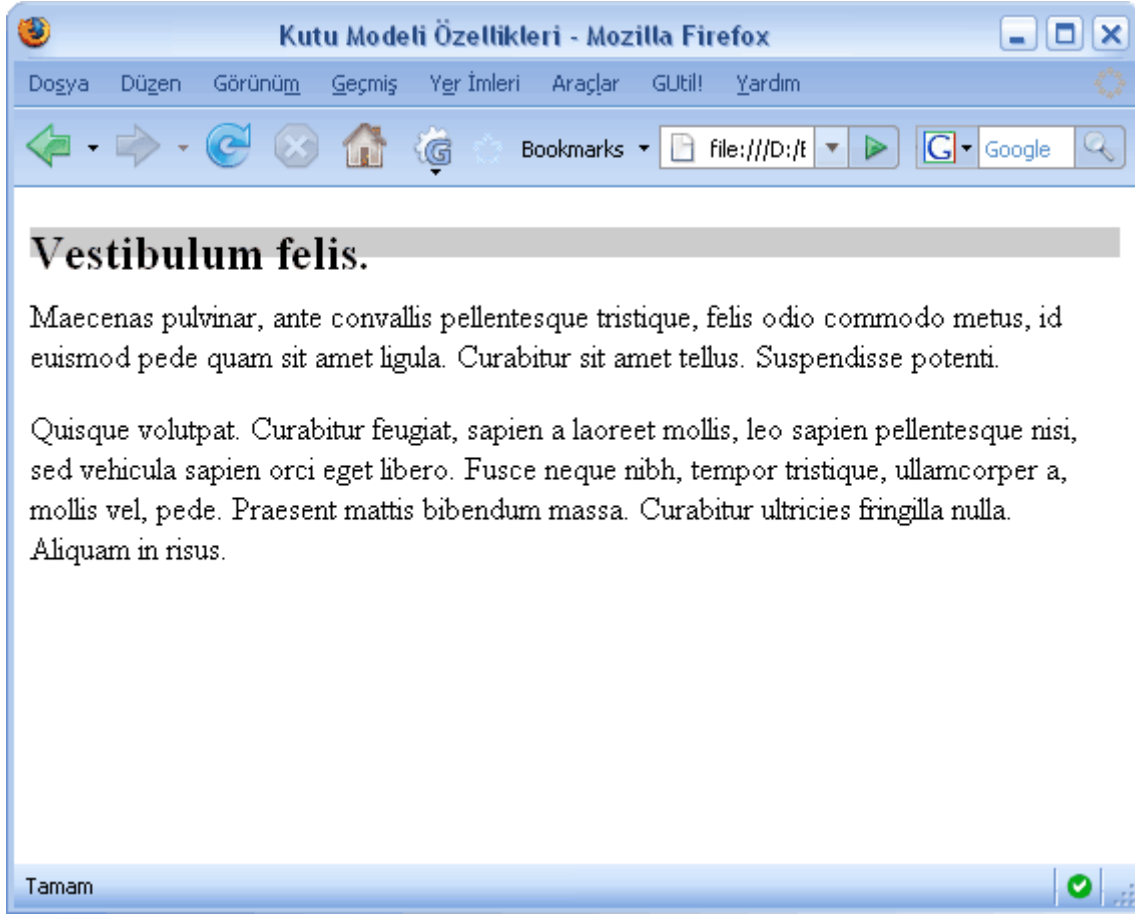 Kutu Modeli Özellikleri - Mozilla Firefox
Dosya Düzen Görünüm Geçmiş Yer İmleri Araçlar GUtil! Yardım
G Bookmarks file:///D:/E G Google
Vestibulum felis.
Maecenas pulvinar, ante convallis pellentesque tristique, felis odio commodo metus, id
euismod pede quam sit amet ligula. Curabitur sit amet tellus. Suspendisse potenti.
Quisque volutpat. Curabitur feugiat, sapien a laoreet mollis, leo sapien pellentesque nisi,
sed vehicula sapien orci eget libero. Fusce neque nibh, tempor tristique, ullamcorper a,
mollis vel, pede. Praesent mattis bibendum massa. Curabitur ultricies fringilla nulla.
Aliquam in risus.
Tamam